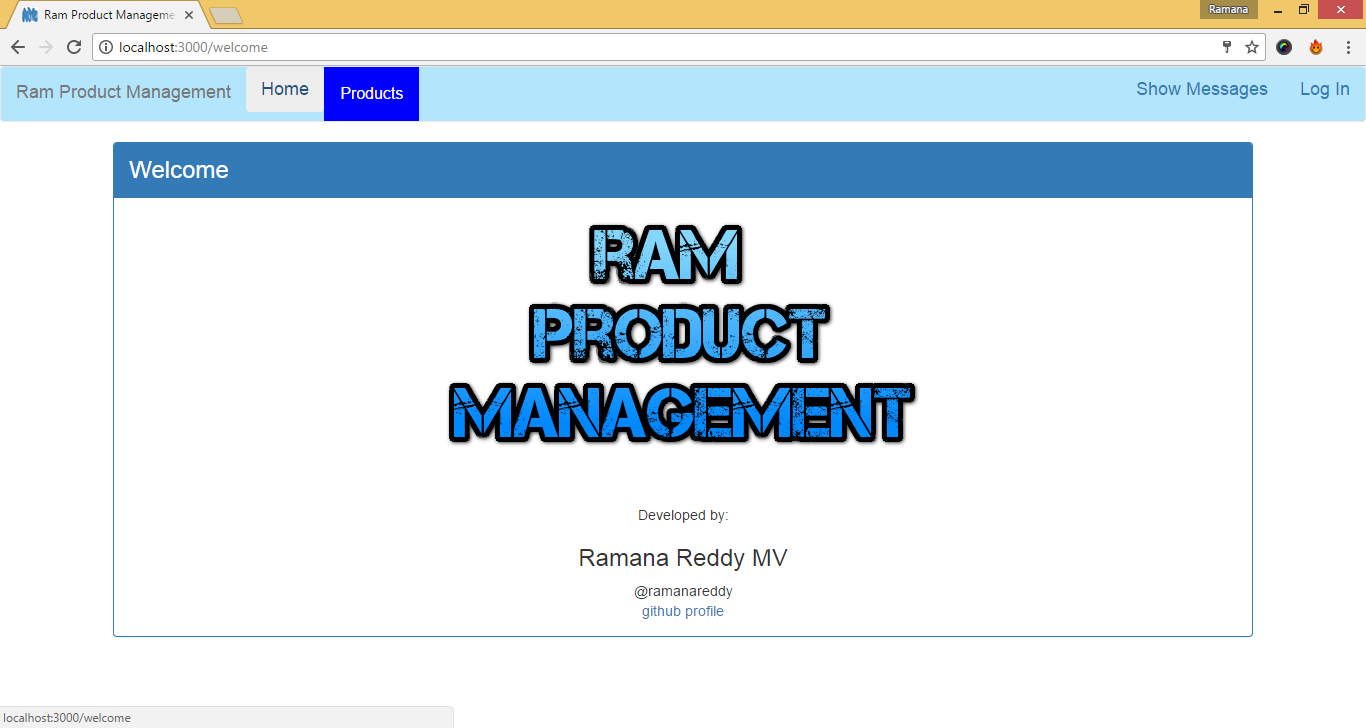 Ram Product Manageme
Ramana
localhost:3000/welcome
Ram Product Management Home Products Show Messages Log In
Welcome
RAM
PRODUCT
MANAGEMENT
Developed by:
Ramana Reddy MV
@ramanareddy
github profile
localhost:3000/welcome